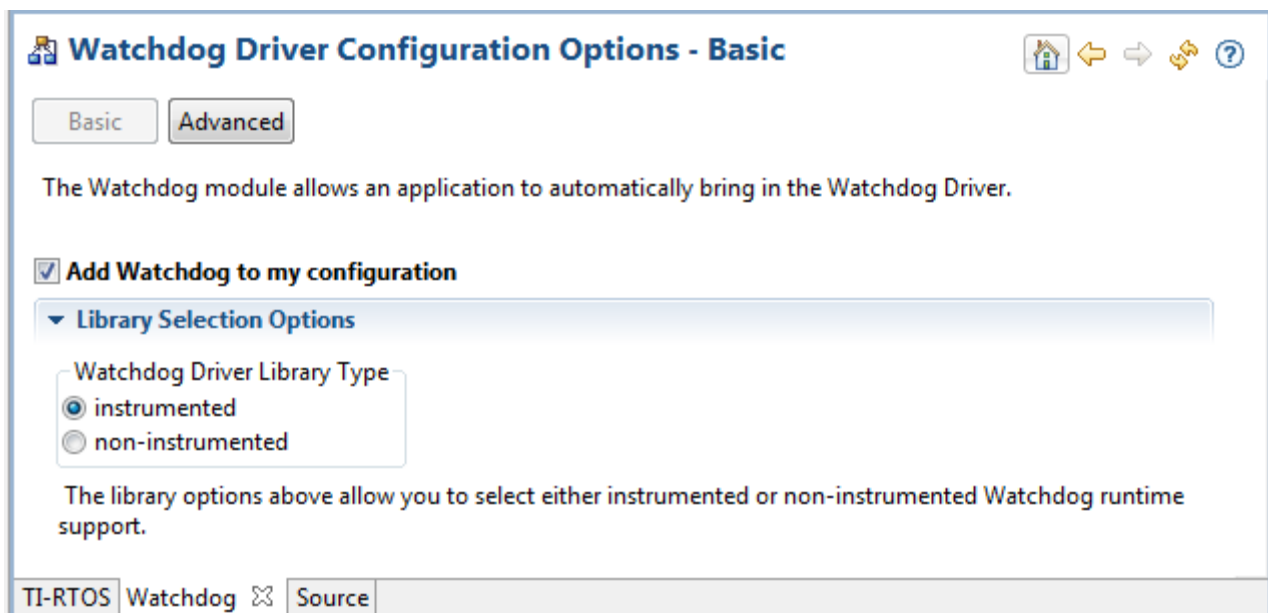 Watchdog Driver Configuration Options - Basic
Basic Advanced
The Watchdog module allows an application to automatically bring in the Watchdog Driver.
Add Watchdog to my configuration
Library Selection Options
Watchdog Driver Library Type
instrumented
non-instrumented
The library options above allow you to select either instrumented or non-instrumented Watchdog runtime
support.
TI-RTOS Watchdog Source